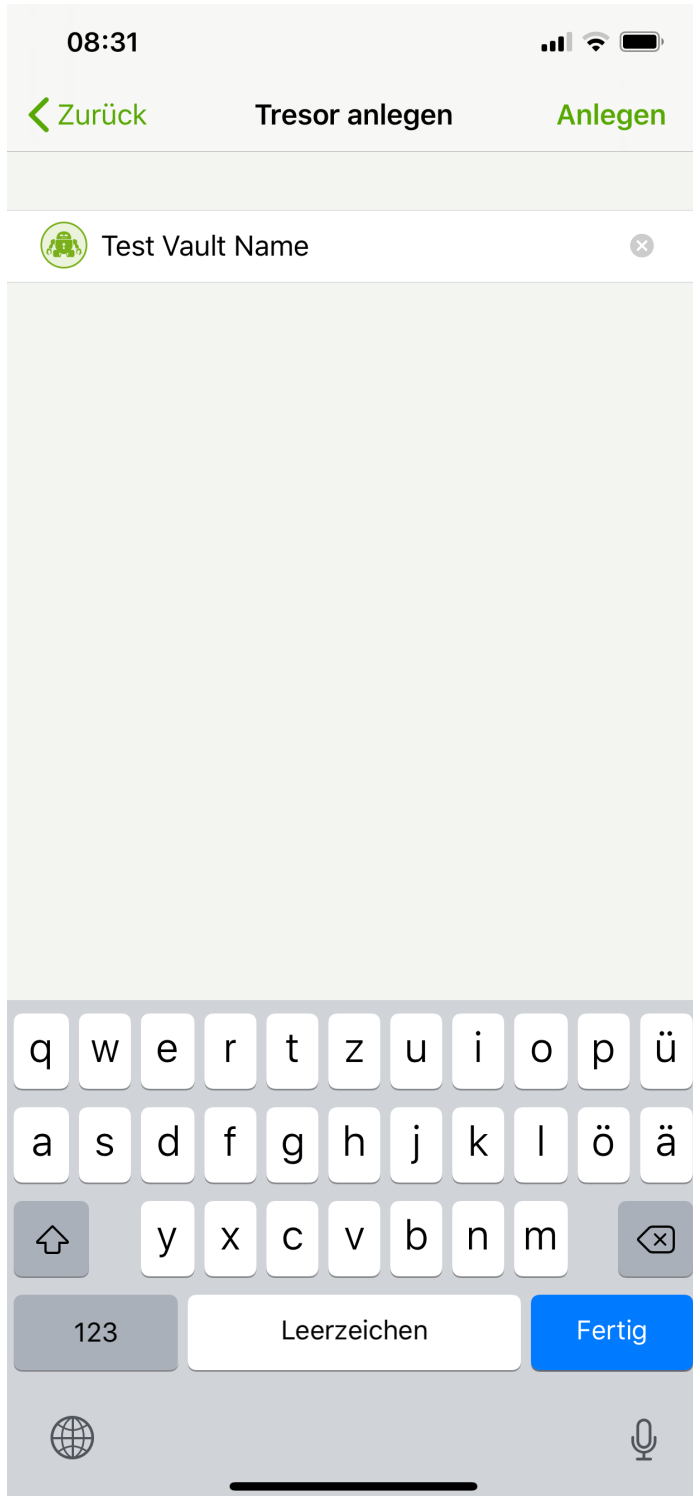 08:31
Zurück Tresor anlegen Anlegen
Test Vault Name
q w e r t z u i o p ü
a s d f g h j k l ö ä
y x c v b n m
123 Leerzeichen Fertig